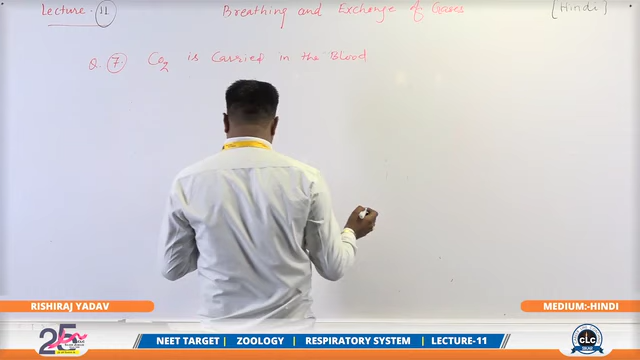 Lecture - 11 Breathing and Exchange of Gases [Hindi]
Q. 7. CO2 is Carried in the Blood
RISHIRAJ YADAV MEDIUM:-HINDI
25
NEET TARGET | ZOOLOGY | RESPIRATORY SYSTEM | LECTURE-11
CLC